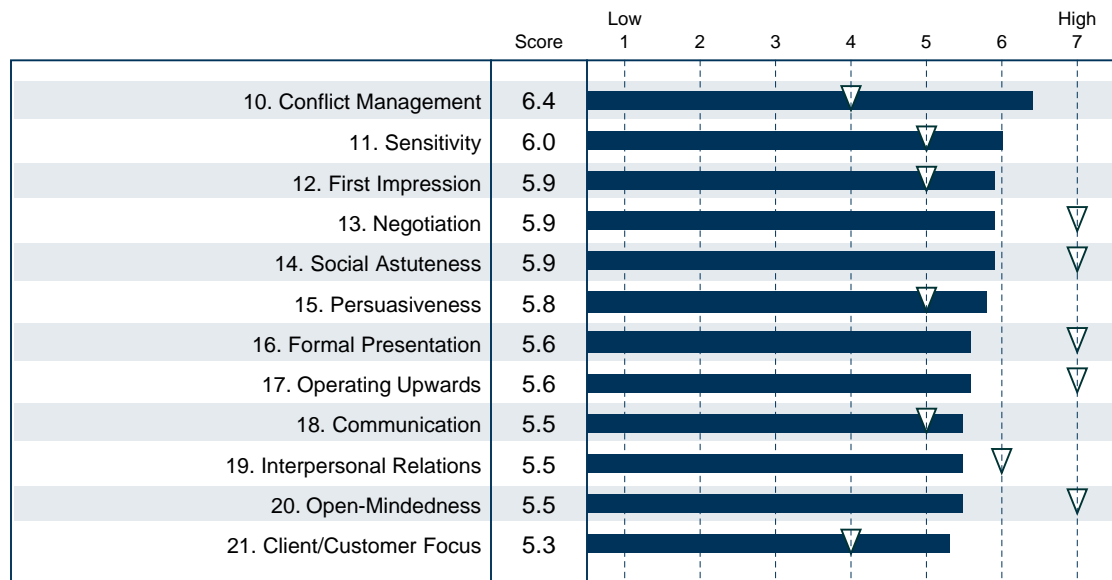 Low High
Score 1 2 3 4 5 6 7
10. Conflict Management 6.4
11. Sensitivity 6.0
12. First Impression 5.9
13. Negotiation 5.9
14. Social Astuteness 5.9
15. Persuasiveness 5.8
16. Formal Presentation 5.6
17. Operating Upwards 5.6
18. Communication 5.5
19. Interpersonal Relations 5.5
20. Open-Mindedness 5.5
21. Client/Customer Focus 5.3